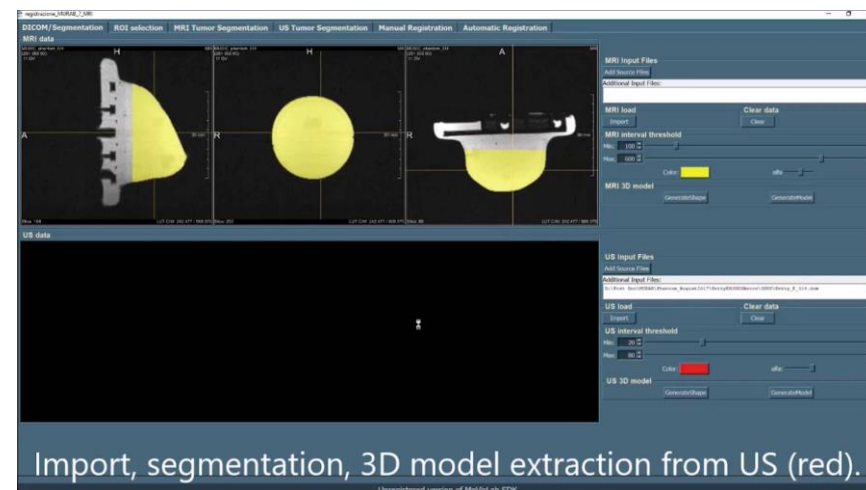 registrazione_MURAB_7_MRI
DICOM/Segmentation ROI selection MRI Tumor Segmentation US Tumor Segmentation Manual Registration Automatic Registration
MRI data
H
H
A
A
R
R
MRI Input Files
Add Source Files
Additional Input Files:
MRI load
Clear data
Import
Clear
MRI interval threshold
Min: 100
Max: 600
Color:
alfa
MRI 3D model
GenerateShape
GenerateModel
US data
US Input Files
Add Source Files
Additional Input Files:
US load
Clear data
Import
Clear
US interval threshold
Min: 20
Max: 80
Color:
alfa
US 3D model
GenerateShape
GenerateModel
Import, segmentation, 3D model extraction from US (red).
Unregistered version of MeVisLab SDK